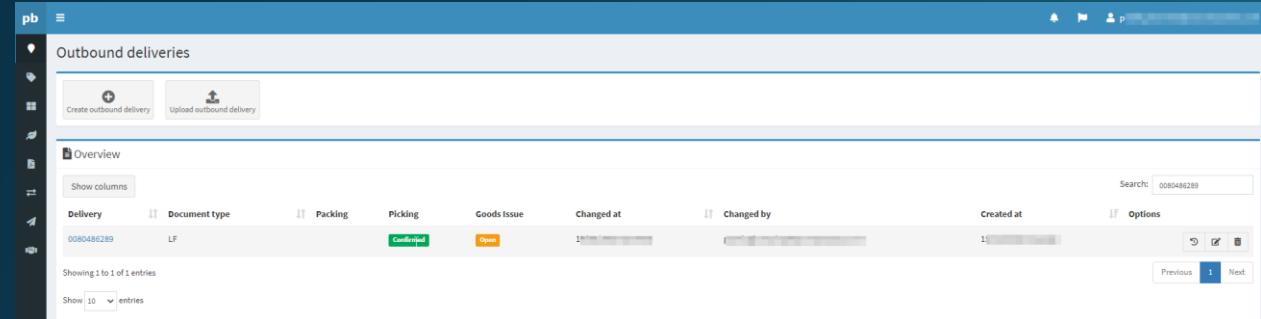 pb
p
Outbound deliveries
Create outbound delivery Upload outbound delivery
Overview
Show columns Search: 0080486289
Delivery Document type Packing Picking Goods Issue Changed at Changed by Created at Options
0080486289 LF Confirmed Open
Showing 1 to 1 of 1 entries Previous 1 Next
Show 10 entries